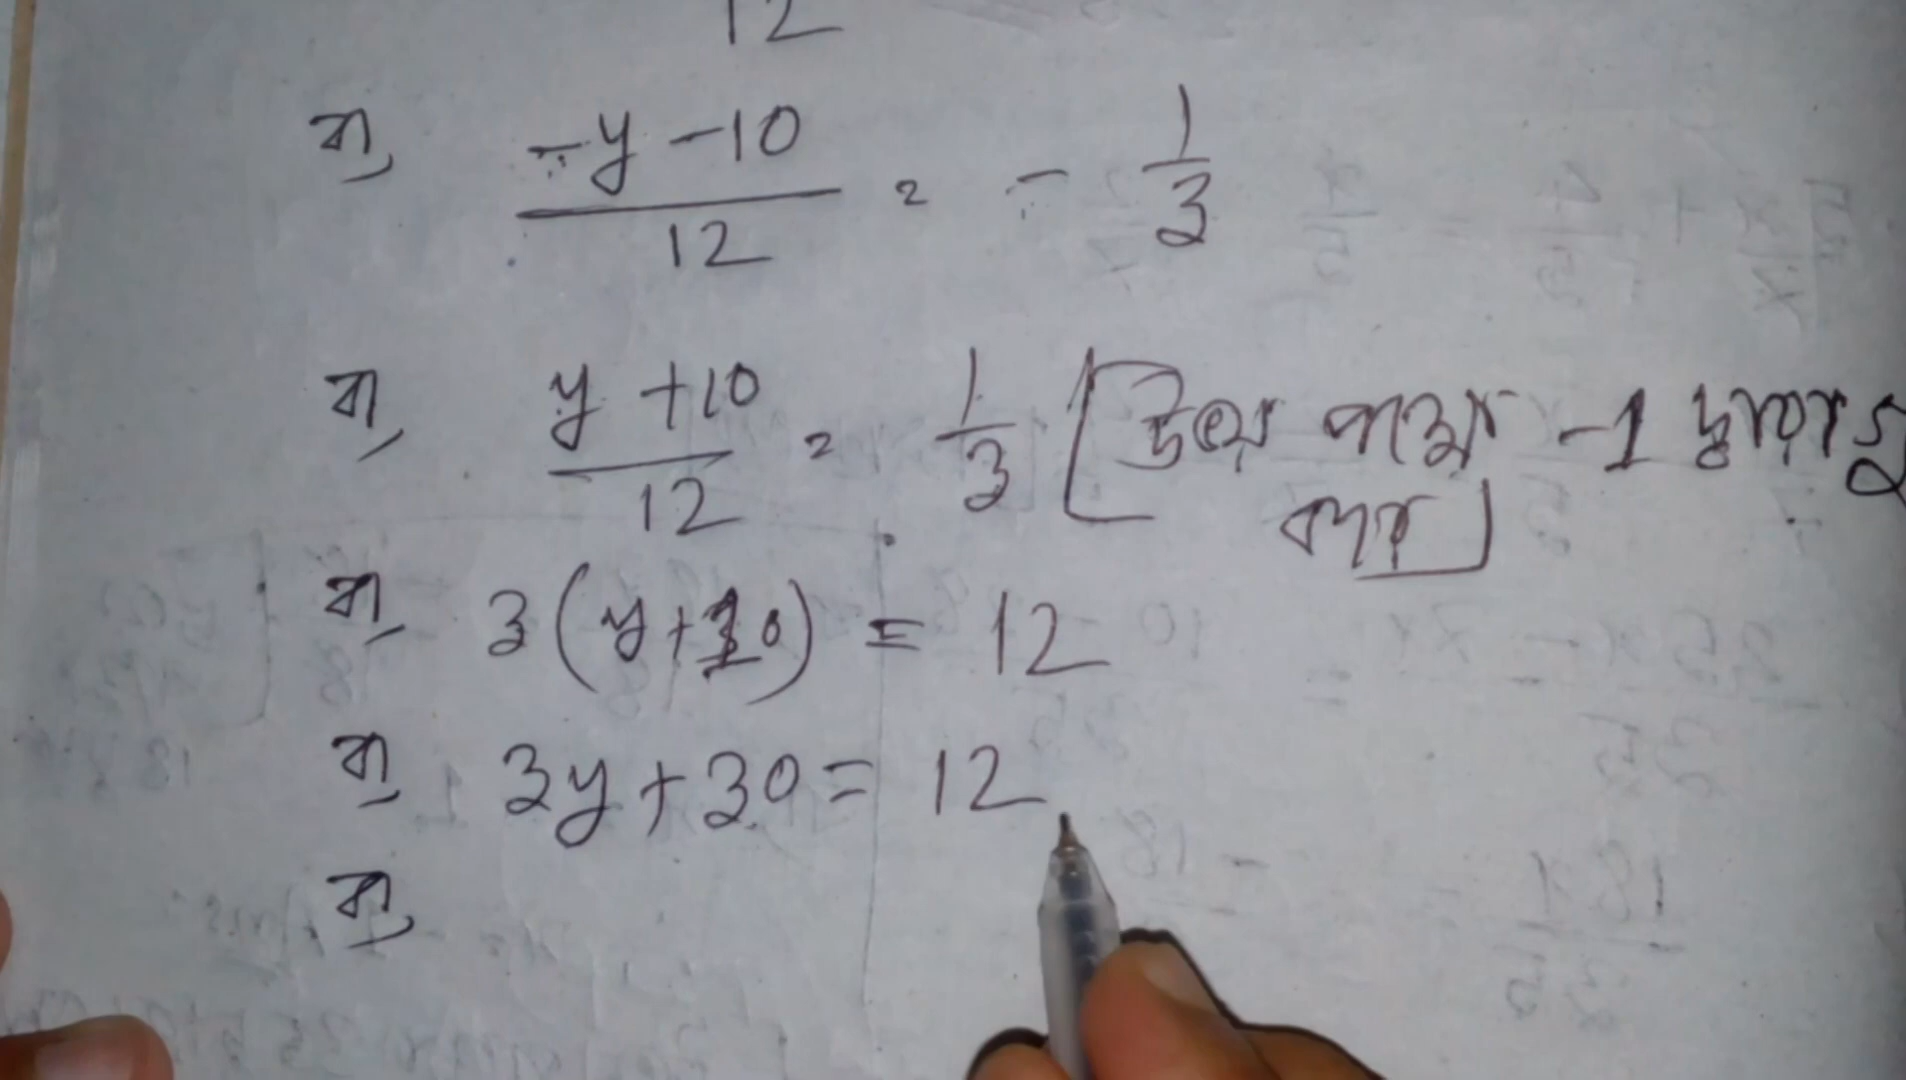 12
বা, (-y-10)/12 = - 1/3
বা, (y+10)/12 = 1/3 [উভয় পক্ষে -1 দ্বারা গুণ
করে]
বা, 3(y+10) = 12
বা, 3y+30 = 12
বা,